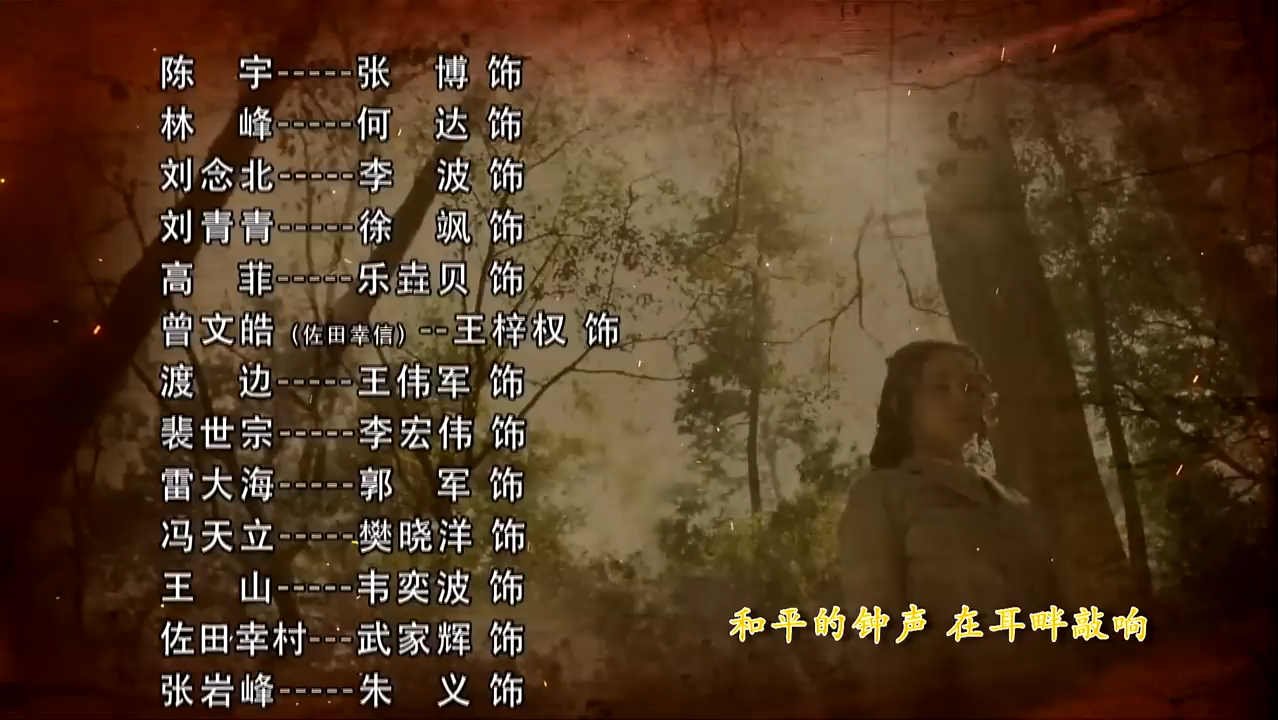 陈 宇-----张 博 饰
林 峰-----何 达 饰
刘念北-----李 波 饰
刘青青-----徐 飒 饰
高 菲-----乐垚贝 饰
曾文皓（佐田幸信）--王梓权 饰
渡 边-----王伟军 饰
裴世宗-----李宏伟 饰
雷大海-----郭 军 饰
冯天立-----樊晓洋 饰
王 山-----韦奕波 饰
佐田幸村---武家辉 饰
张岩峰-----朱 义 饰
和平的钟声 在耳畔敲响